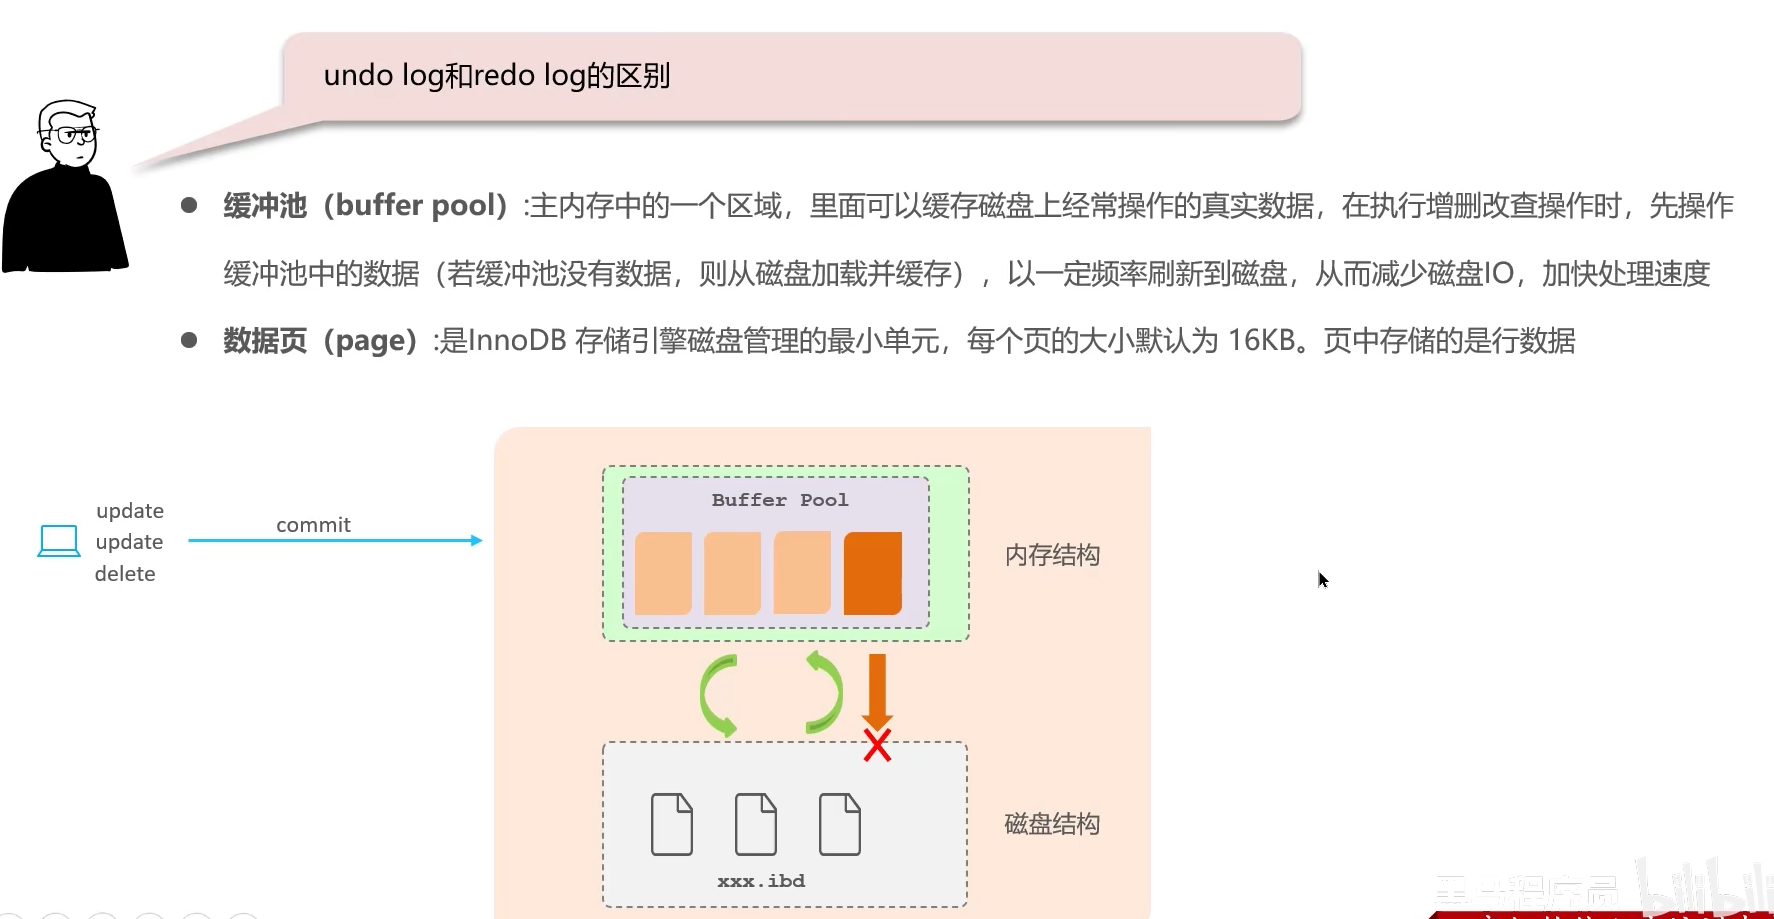 undo log和redo log的区别
缓冲池（buffer pool）:主内存中的一个区域，里面可以缓存磁盘上经常操作的真实数据，在执行增删改查操作时，先操作
缓冲池中的数据（若缓冲池没有数据，则从磁盘加载并缓存），以一定频率刷新到磁盘，从而减少磁盘IO，加快处理速度
数据页（page）:是InnoDB 存储引擎磁盘管理的最小单元，每个页的大小默认为 16KB。页中存储的是行数据
update
update
delete
commit
Buffer Pool
内存结构
xxx.ibd
磁盘结构
bilibili